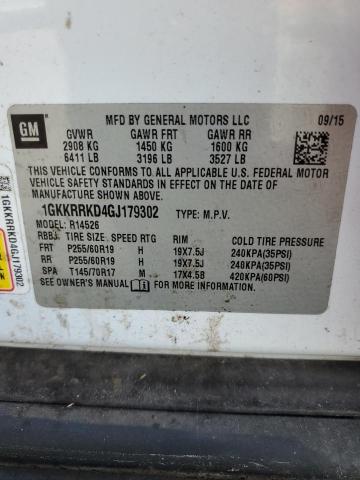 GM
MFD BY GENERAL MOTORS LLC 09/15
GVWR GAWR FRT GAWR RR
2908 KG 1450 KG 1600 KG
6411 LB 3196 LB 3527 LB
THIS VEHICLE CONFORMS TO ALL APPLICABLE U.S. FEDERAL MOTOR
VEHICLE SAFETY STANDARDS IN EFFECT ON THE DATE OF
MANUFACTURE SHOWN ABOVE.
1GKKRRKD4GJ179302 TYPE: M.P.V.
MODEL: R14526
RBBJ TIRE SIZE SPEED RTG RIM COLD TIRE PRESSURE
FRT P255/60R19 H 19X7.5J 240KPA(35PSI)
RR P255/60R19 H 19X7.5J 240KPA(35PSI)
SPA T145/70R17 M 17X4.5B 420KPA(60PSI)
SEE OWNER'S MANUAL FOR MORE INFORMATION.
1GKKRRKD4GJ179302